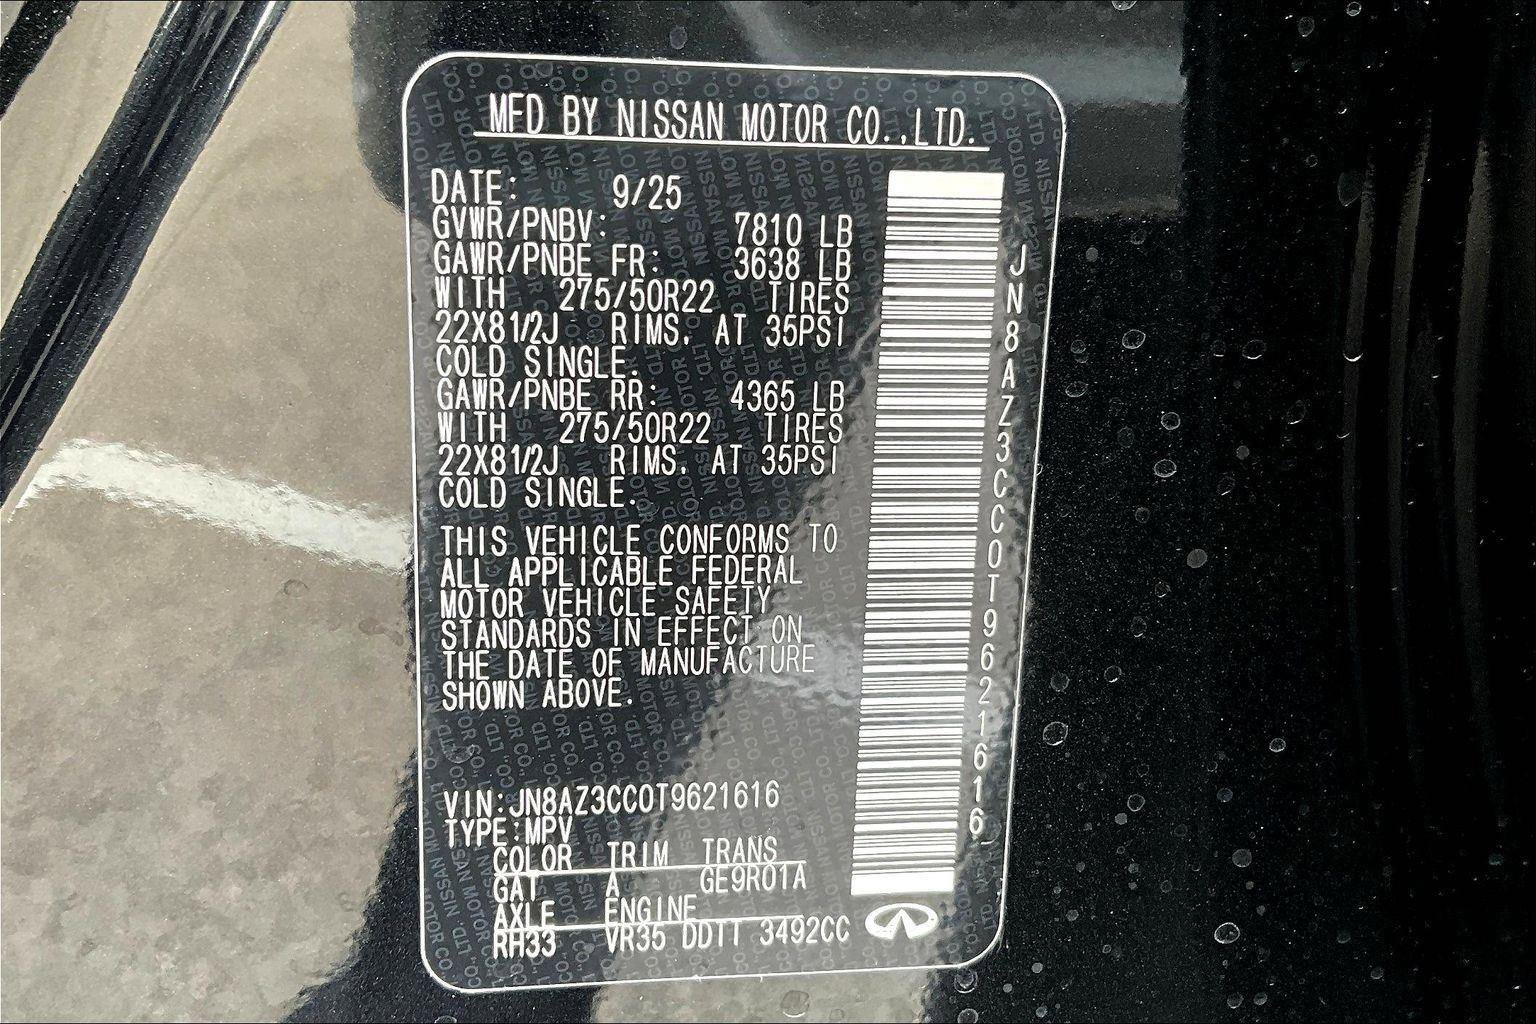 MFD BY NISSAN MOTOR CO.,LTD.
DATE: 9/25
GVWR/PNBV: 7810 LB
GAWR/PNBE FR: 3638 LB
WITH 275/50R22 TIRES
22X81/2J RIMS. AT 35PSI
COLD SINGLE.
GAWR/PNBE RR: 4365 LB
WITH 275/50R22 TIRES
22X81/2J RIMS. AT 35PSI
COLD SINGLE.
THIS VEHICLE CONFORMS TO
ALL APPLICABLE FEDERAL
MOTOR VEHICLE SAFETY
STANDARDS IN EFFECT ON
THE DATE OF MANUFACTURE
SHOWN ABOVE.
VIN:JN8AZ3CC0T9621616
TYPE:MPV
COLOR TRIM TRANS
GAT A GE9R01A
AXLE ENGINE
RH33 VR35 DDTT 3492CC
JN8AZ3CC0T9621616